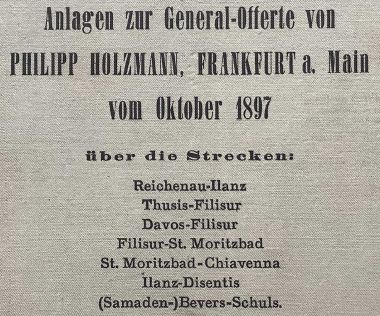 Anlagen zur General-Offerte von
PHILIPP HOLZMANN, FRANKFURT a. Main
vom Oktober 1897
über die Strecken:
Reichenau-Ilanz
Thusis-Filisur
Davos-Filisur
Filisur-St. Moritzbad
St. Moritzbad-Chiavenna
Ilanz-Disentis
(Samaden-)Bevers-Schuls.